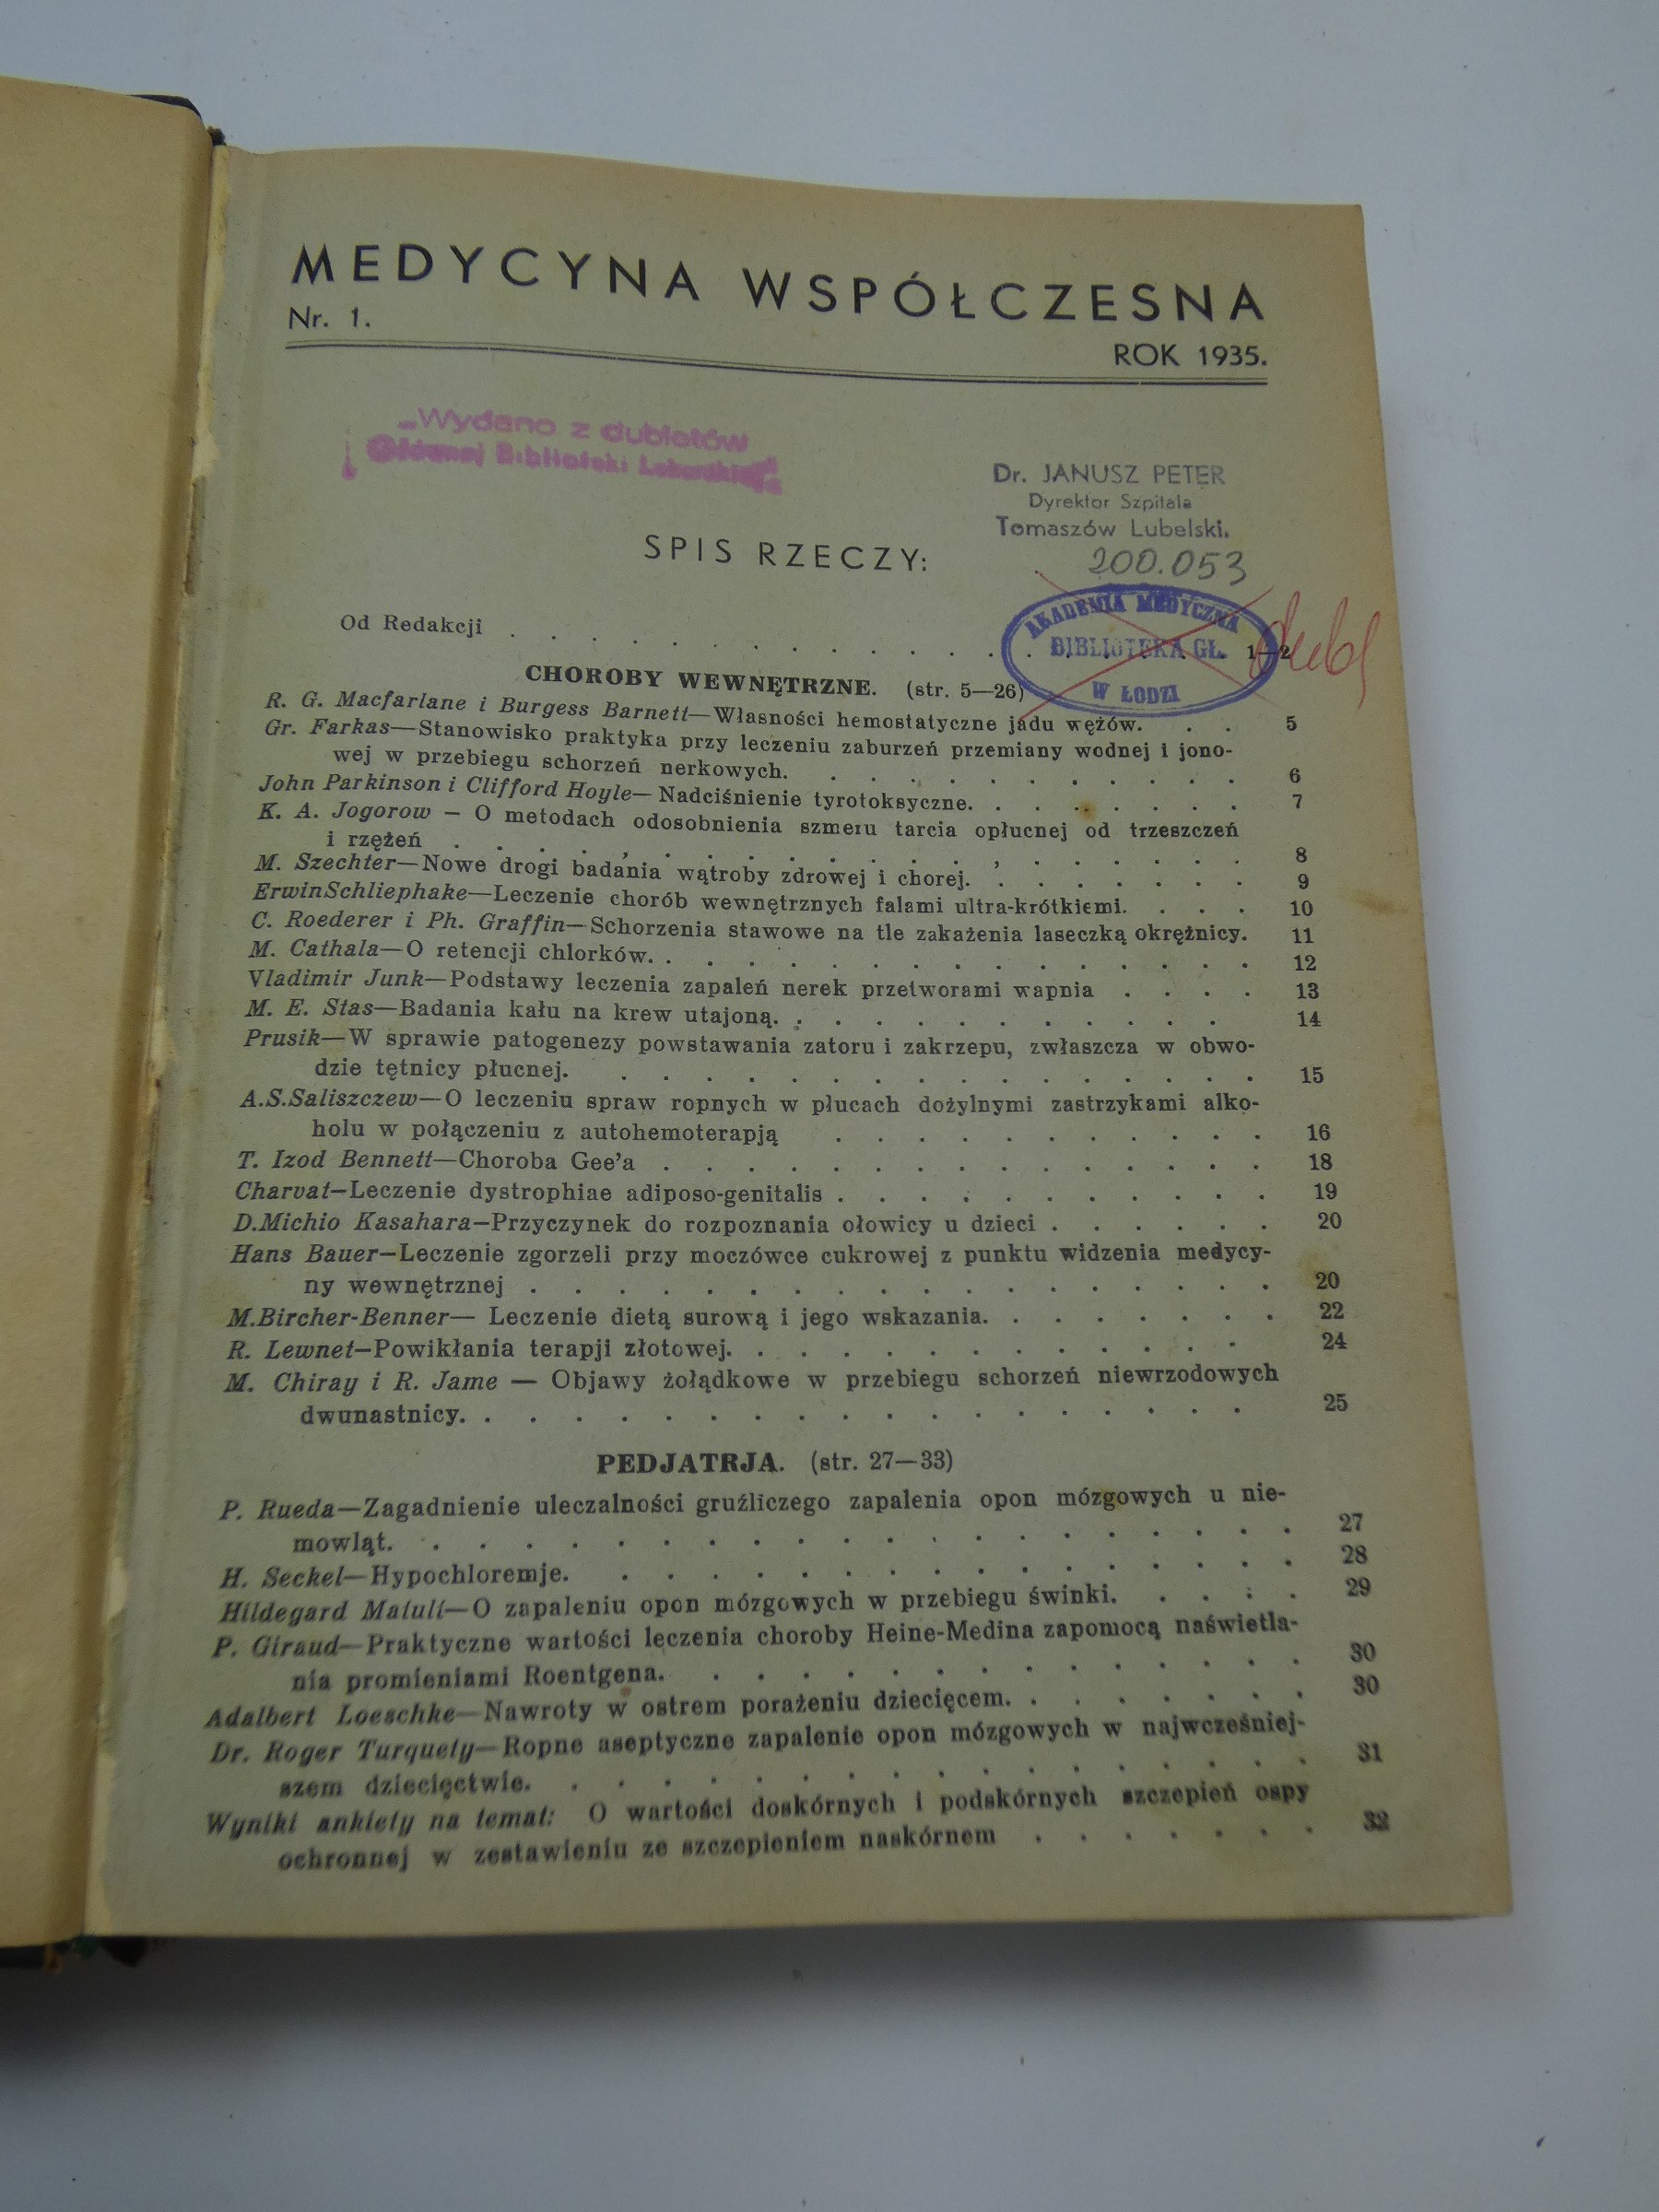 MEDYCYNA WSPÓŁCZESNA
Nr. 1.
ROK 1935.
„Wydano z dubletów
Głównej Biblioteki Lekarskiej"
Dr. JANUSZ PETER
Dyrektor Szpitala
Tomaszów Lubelski.
200.053
SPIS RZECZY:
AKADEMIA MEDYCZNA
BIBLIOTEKA GŁ.
W ŁODZI
Od Redakcji . . . . . . . . . . . . . . . 1—2
CHOROBY WEWNĘTRZNE. (str. 5—26)
R. G. Macfarlane i Burgess Barnett—Własności hemostatyczne jadu wężów. . . 5
Gr. Farkas—Stanowisko praktyka przy leczeniu zaburzeń przemiany wodnej i jono-
wej w przebiegu schorzeń nerkowych. . . . . . . . . . . 6
John Parkinson i Clifford Hoyle—Nadciśnienie tyrotoksyczne. . . . . . . 7
K. A. Jogorow — O metodach odosobnienia szmeru tarcia opłucnej od trzeszczeń
i rzężeń . . . . . . . . . . . . . . . . . 8
M. Szechter—Nowe drogi badania wątroby zdrowej i chorej. . . . . . . . 9
ErwinSchliephake—Leczenie chorób wewnętrznych falami ultra-krótkiemi. . . . 10
C. Roederer i Ph. Graffin—Schorzenia stawowe na tle zakażenia laseczką okrężnicy. 11
M. Cathala—O retencji chlorków. . . . . . . . . . . . . . . 12
Vladimir Junk—Podstawy leczenia zapaleń nerek przetworami wapnia . . . . 13
M. E. Stas—Badania kału na krew utajoną. . . . . . . . . . . . 14
Prusik—W sprawie patogenezy powstawania zatoru i zakrzepu, zwłaszcza w obwo-
dzie tętnicy płucnej. . . . . . . . . . . . . . . . 15
A.S.Saliszczew—O leczeniu spraw ropnych w płucach dożylnymi zastrzykami alko-
holu w połączeniu z autohemoterapją . . . . . . . . . . . 16
T. Izod Bennett—Choroba Gee'a . . . . . . . . . . . . . . . 18
Charvat—Leczenie dystrophiae adiposo-genitalis . . . . . . . . . . . 19
D.Michio Kasahara—Przyczynek do rozpoznania ołowicy u dzieci . . . . . . 20
Hans Bauer—Leczenie zgorzeli przy moczówce cukrowej z punktu widzenia medycy-
ny wewnętrznej . . . . . . . . . . . . . . . . . 20
M.Bircher-Benner— Leczenie dietą surową i jego wskazania. . . . . . . . 22
R. Lewnet—Powikłania terapji złotowej. . . . . . . . . . . . . 24
M. Chiray i R. Jame — Objawy żołądkowe w przebiegu schorzeń niewrzodowych
dwunastnicy. . . . . . . . . . . . . . . . . . . 25
PEDJATRJA. (str. 27—33)
P. Rueda—Zagadnienie uleczalności gruźliczego zapalenia opon mózgowych u nie-
mowląt. . . . . . . . . . . . . . . . . . . . 27
H. Seckel—Hypochloremje. . . . . . . . . . . . . . . . . 28
Hildegard Maiuli—O zapaleniu opon mózgowych w przebiegu świnki. . . . . 29
P. Giraud—Praktyczne wartości leczenia choroby Heine-Medina zapomocą naświetla-
nia promieniami Roentgena. . . . . . . . . . . . . . . 30
Adalbert Loeschke—Nawroty w ostrem porażeniu dziecięcem. . . . . . . . 30
Dr. Roger Turquety—Ropne aseptyczne zapalenie opon mózgowych w najwcześniej-
szem dziecięctwie. . . . . . . . . . . . . . . . . . 31
Wyniki ankiety na temat: O wartości doskórnych i podskórnych szczepień ospy
ochronnej w zestawieniu ze szczepieniem naskórnem . . . . . . . 32